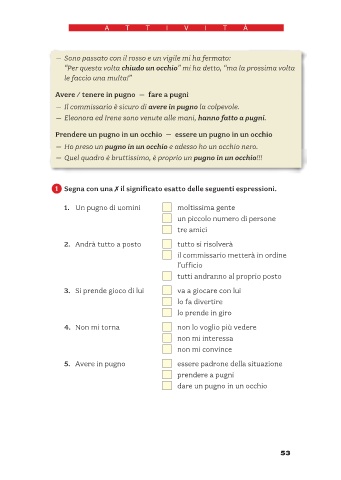 ATTIVITÀ
— Sono passato con il rosso e un vigile mi ha fermato:
"Per questa volta chiudo un occhio" mi ha detto, "ma la prossima volta
le faccio una multa!"
Avere / tenere in pugno — fare a pugni
— Il commissario è sicuro di avere in pugno la colpevole.
— Eleonora ed Irene sono venute alle mani, hanno fatto a pugni.
Prendere un pugno in un occhio — essere un pugno in un occhio
— Ho preso un pugno in un occhio e adesso ho un occhio nero.
— Quel quadro è bruttissimo, è proprio un pugno in un occhio!!!
1 Segna con una ✗ il significato esatto delle seguenti espressioni.
1. Un pugno di uomini
moltissima gente
un piccolo numero di persone
tre amici
2. Andrà tutto a posto
tutto si risolverà
il commissario metterà in ordine
l'ufficio
tutti andranno al proprio posto
3. Si prende gioco di lui
va a giocare con lui
lo fa divertire
lo prende in giro
4. Non mi torna
non lo voglio più vedere
non mi interessa
non mi convince
5. Avere in pugno
essere padrone della situazione
prendere a pugni
dare un pugno in un occhio
53